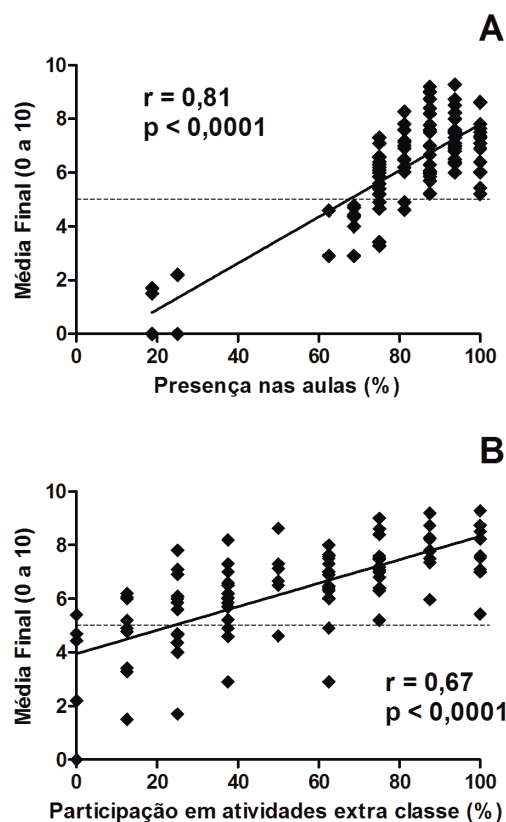 A
10
8
6
4
2
0
Média Final (0 a 10)
r = 0,81
p < 0,0001
0 20 40 60 80 100
Presença nas aulas (%)
B
10
8
6
4
2
0
Média Final (0 a 10)
r = 0,67
p < 0,0001
0 20 40 60 80 100
Participação em atividades extra classe (%)